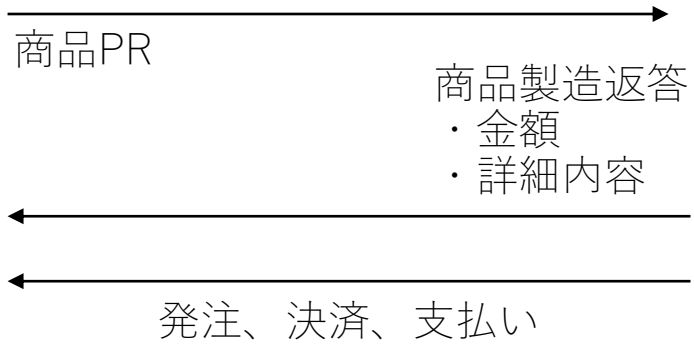 商品PR
商品製造返答
・金額
・詳細内容
発注、決済、支払い